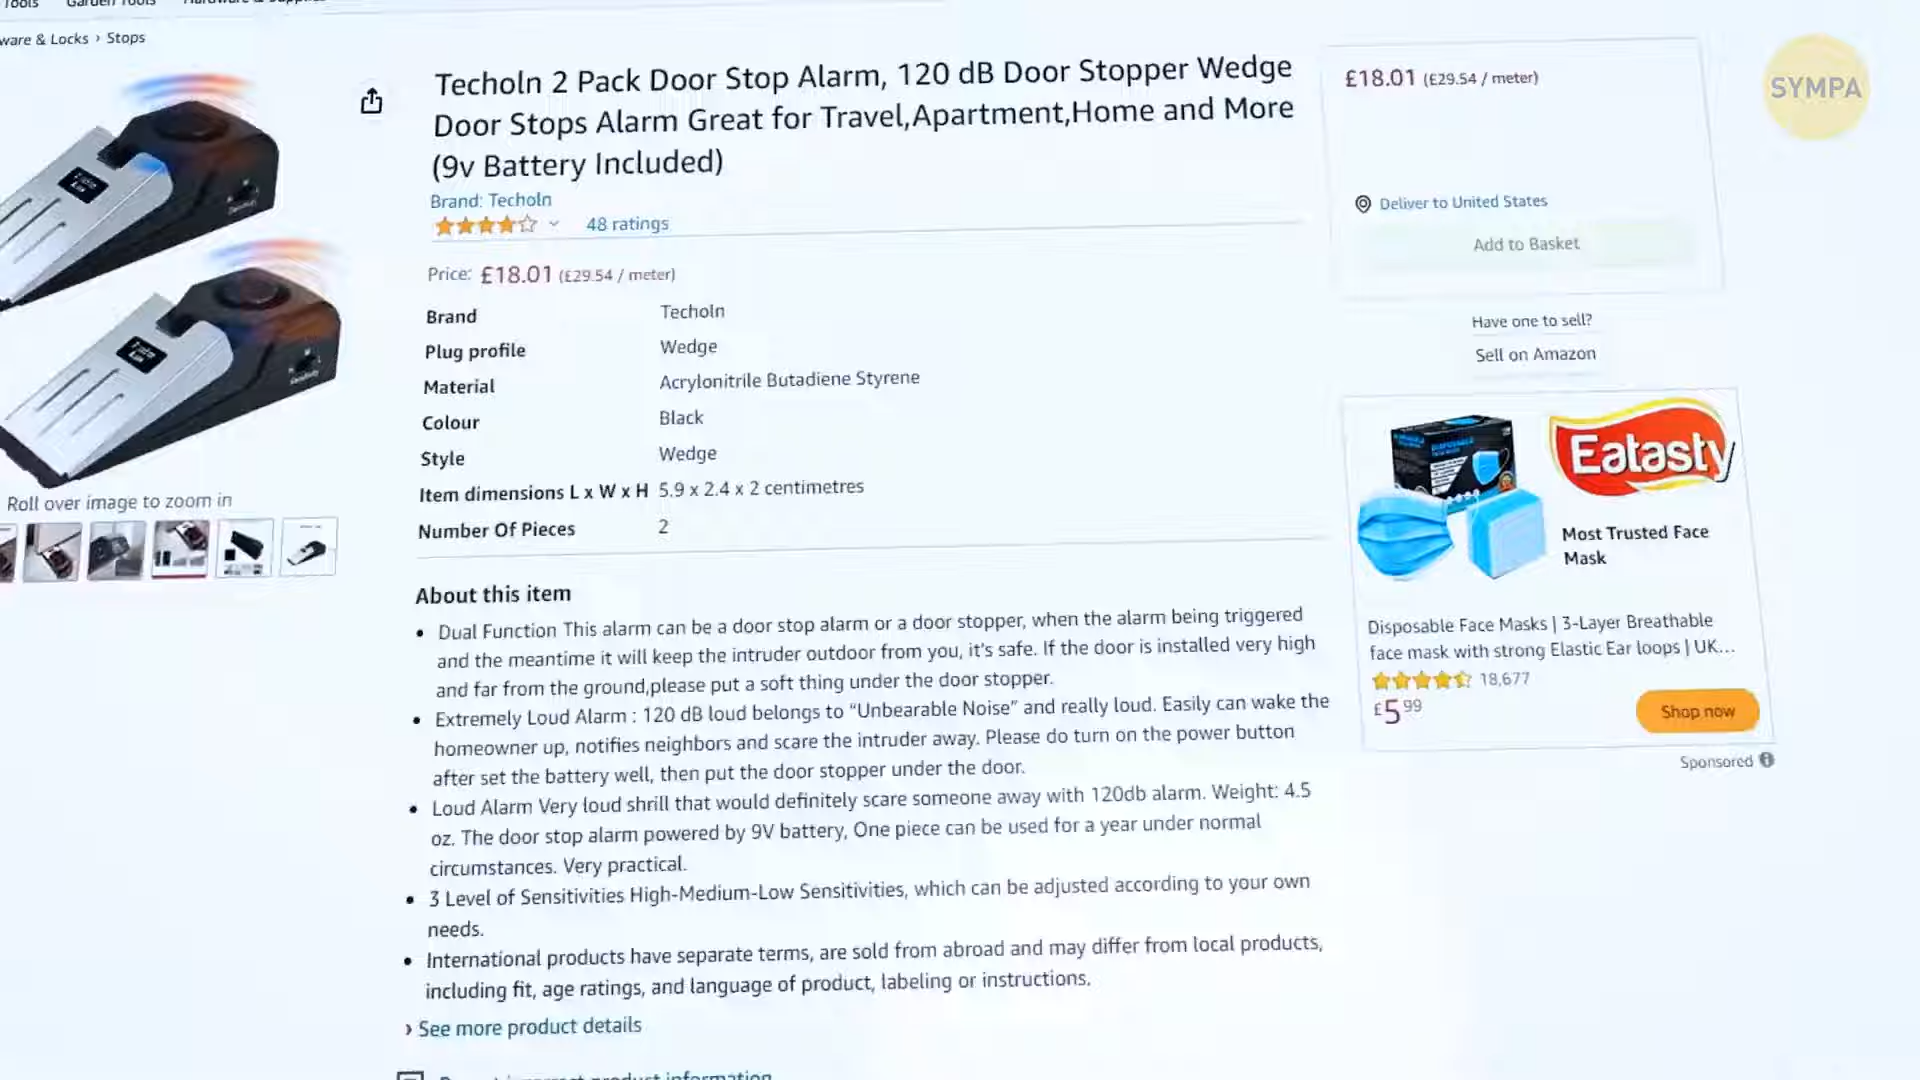 Tools Garden Tools
ware & Locks › Stops
SYMPA
Techoln 2 Pack Door Stop Alarm, 120 dB Door Stopper Wedge
Door Stops Alarm Great for Travel,Apartment,Home and More
(9v Battery Included)
Brand: Techoln
48 ratings
Price: £18.01 (£29.54 / meter)
Brand Techoln
Plug profile Wedge
Material Acrylonitrile Butadiene Styrene
Colour Black
Style Wedge
Item dimensions L x W x H 5.9 x 2.4 x 2 centimetres
Number Of Pieces 2
Roll over image to zoom in
About this item
• Dual Function This alarm can be a door stop alarm or a door stopper, when the alarm being triggered
and the meantime it will keep the intruder outdoor from you, it's safe. If the door is installed very high
and far from the ground,please put a soft thing under the door stopper.
• Extremely Loud Alarm : 120 dB loud belongs to “Unbearable Noise” and really loud. Easily can wake the
homeowner up, notifies neighbors and scare the intruder away. Please do turn on the power button
after set the battery well, then put the door stopper under the door.
• Loud Alarm Very loud shrill that would definitely scare someone away with 120db alarm. Weight: 4.5
oz. The door stop alarm powered by 9V battery, One piece can be used for a year under normal
circumstances. Very practical.
• 3 Level of Sensitivities High-Medium-Low Sensitivities, which can be adjusted according to your own
needs.
• International products have separate terms, are sold from abroad and may differ from local products,
including fit, age ratings, and language of product, labeling or instructions.
› See more product details
£18.01 (£29.54 / meter)
Deliver to United States
Add to Basket
Have one to sell?
Sell on Amazon
Eatasty
Most Trusted Face
Mask
Disposable Face Masks | 3-Layer Breathable
face mask with strong Elastic Ear loops | UK...
18,677
£5 99
Shop now
Sponsored